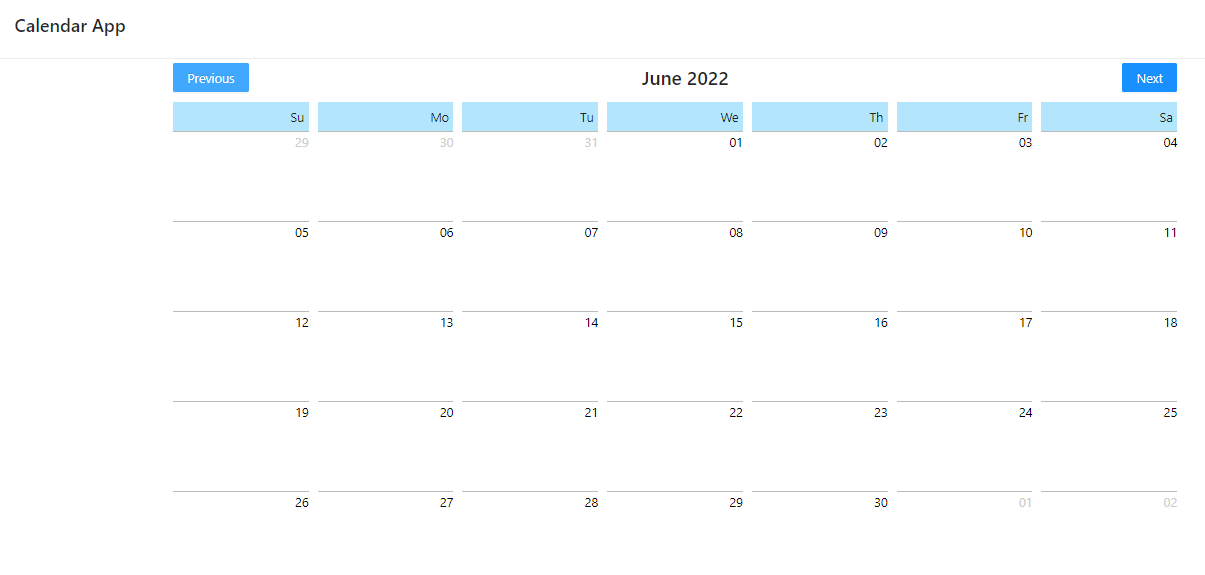 Calendar App
Previous June 2022 Next
Su Mo Tu We Th Fr Sa
29 30 31 01 02 03 04
05 06 07 08 09 10 11
12 13 14 15 16 17 18
19 20 21 22 23 24 25
26 27 28 29 30 01 02